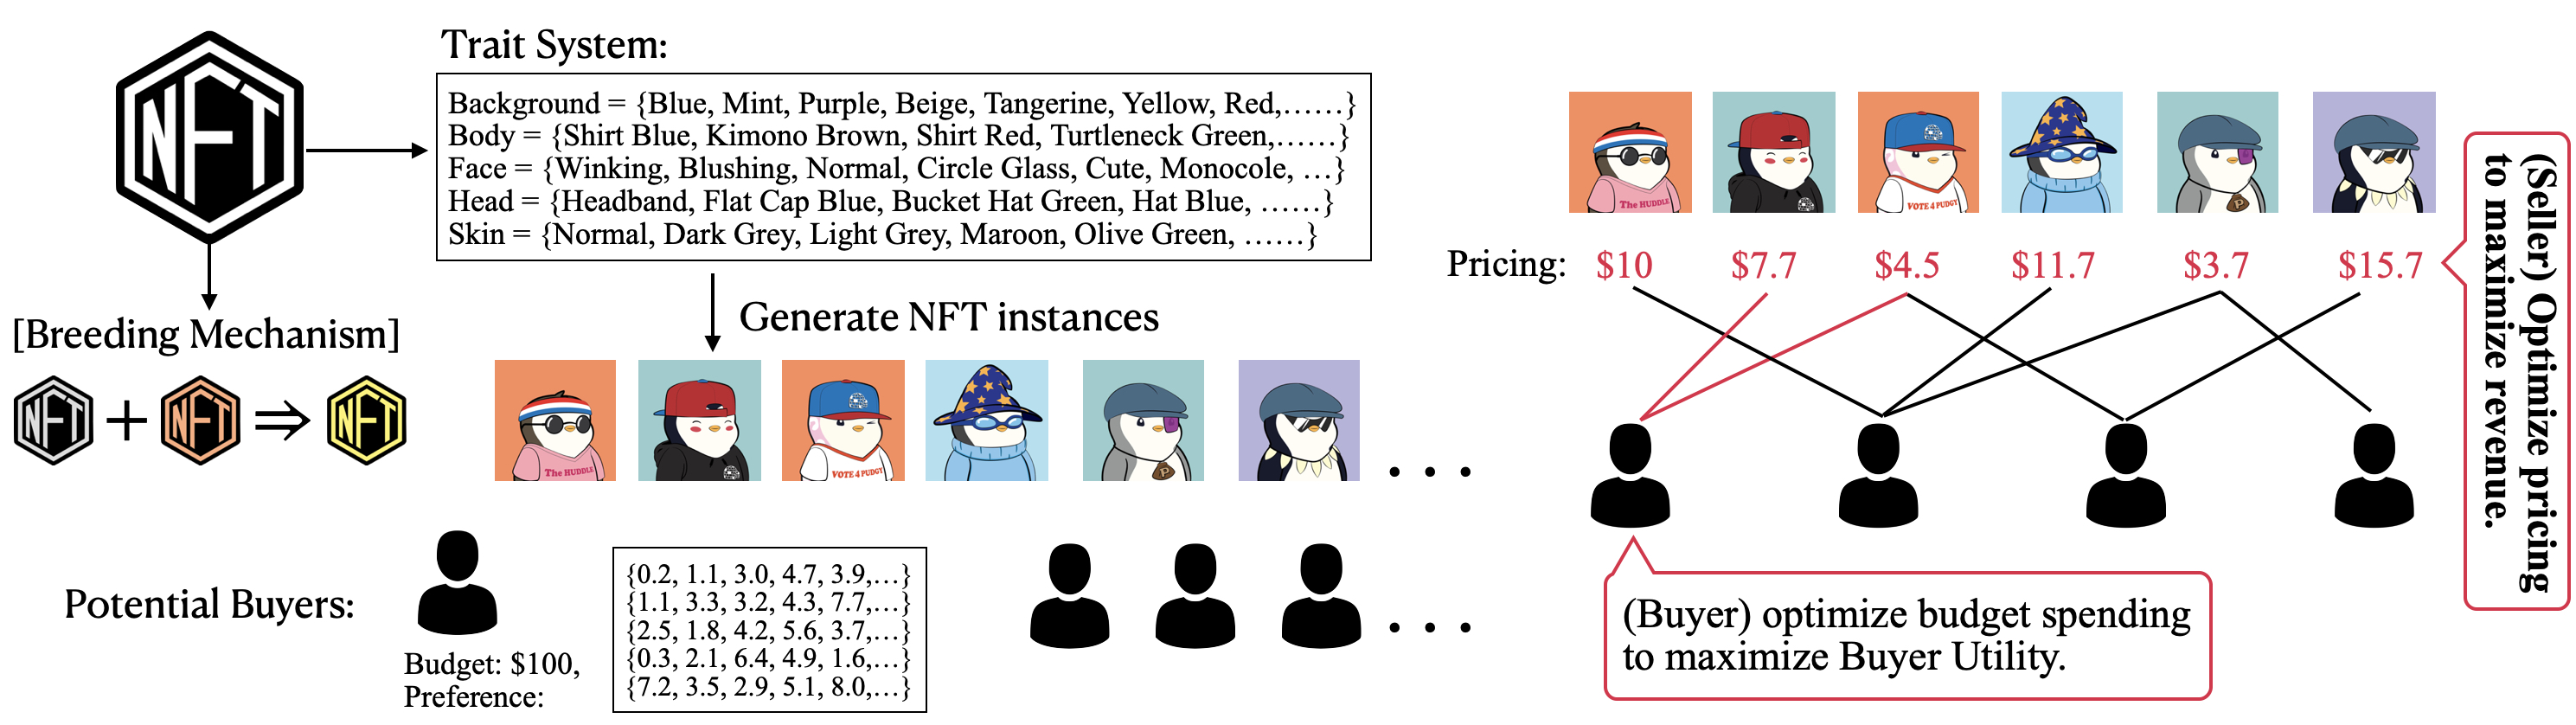 NFT
Trait System:
Background = {Blue, Mint, Purple, Beige, Tangerine, Yellow, Red,......}
Body = {Shirt Blue, Kimono Brown, Shirt Red, Turtleneck Green,......}
Face = {Winking, Blushing, Normal, Circle Glass, Cute, Monocole, ...}
Head = {Headband, Flat Cap Blue, Bucket Hat Green, Hat Blue, ......}
Skin = {Normal, Dark Grey, Light Grey, Maroon, Olive Green, ......}
[Breeding Mechanism]
NFT + NFT ⇒ NFT
Generate NFT instances
The HUDDLE
VOTE 4 PUDGY
P
. . .
Potential Buyers:
Budget: $100,
Preference:
{0.2, 1.1, 3.0, 4.7, 3.9,...}
{1.1, 3.3, 3.2, 4.3, 7.7,...}
{2.5, 1.8, 4.2, 5.6, 3.7,...}
{0.3, 2.1, 6.4, 4.9, 1.6,...}
{7.2, 3.5, 2.9, 5.1, 8.0,...}
. . .
The HUDDLE
VOTE 4 PUDGY
P
Pricing: $10 $7.7 $4.5 $11.7 $3.7 $15.7
(Seller) Optimize pricing
to maximize revenue.
(Buyer) optimize budget spending
to maximize Buyer Utility.